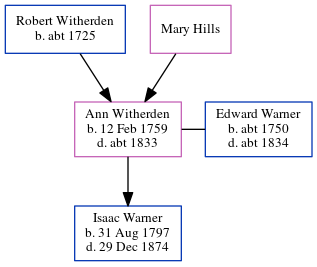 Robert Witherden
b. abt 1725
Mary Hills
Ann Witherden
b. 12 Feb 1759
d. abt 1833
Edward Warner
b. abt 1750
d. abt 1834
Isaac Warner
b. 31 Aug 1797
d. 29 Dec 1874